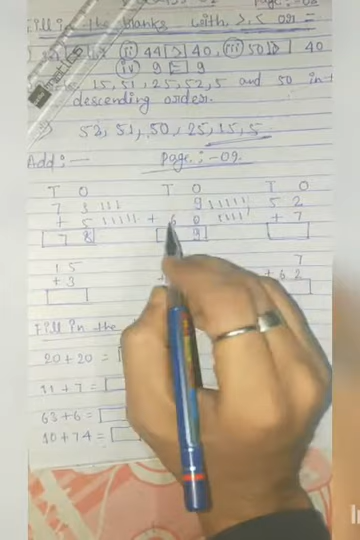 Page:-08
Fill in the blanks with >, < or =
(ii) 44 > 40, (iii) 50 > 40
(iv) 9 = 9
15, 51, 25, 52, 5 and 50 in
descending order.
53, 51, 50, 25, 15, 5
Add:— Page:-09.
T O T O T O
7 3 9 5 2
+ 5 + 6 0 + 7
7 8 9
1 5 7
+ 3 + + 6 2
Fill in the
20+20 =
11+7 =
63+6 =
10+74 =